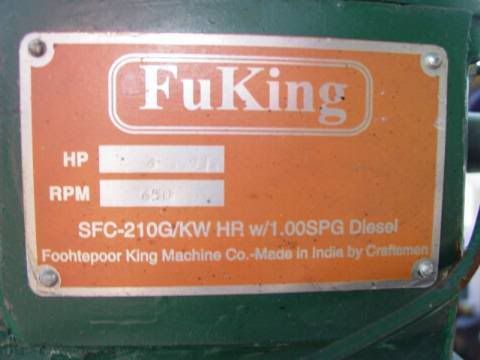 FuKing
HP 4
RPM 650
SFC-210G/KW HR w/1.00SPG Diesel
Foohtepoor King Machine Co.-Made in India by Craftemen